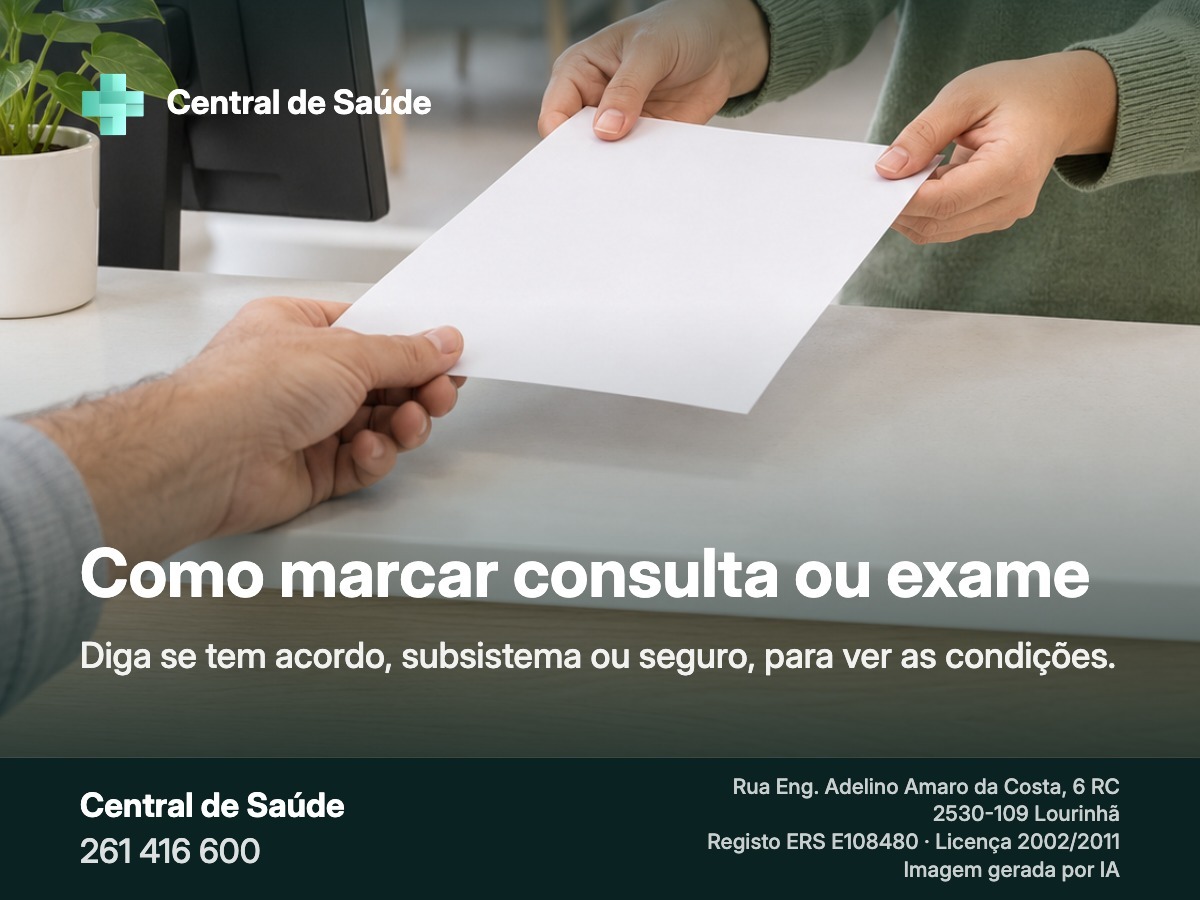 Central de Saúde
Como marcar consulta ou exame
Diga se tem acordo, subsistema ou seguro, para ver as condições.
Central de Saúde
261 416 600
Rua Eng. Adelino Amaro da Costa, 6 RC
2530-109 Lourinhã
Registo ERS E108480 · Licença 2002/2011
Imagem gerada por IA